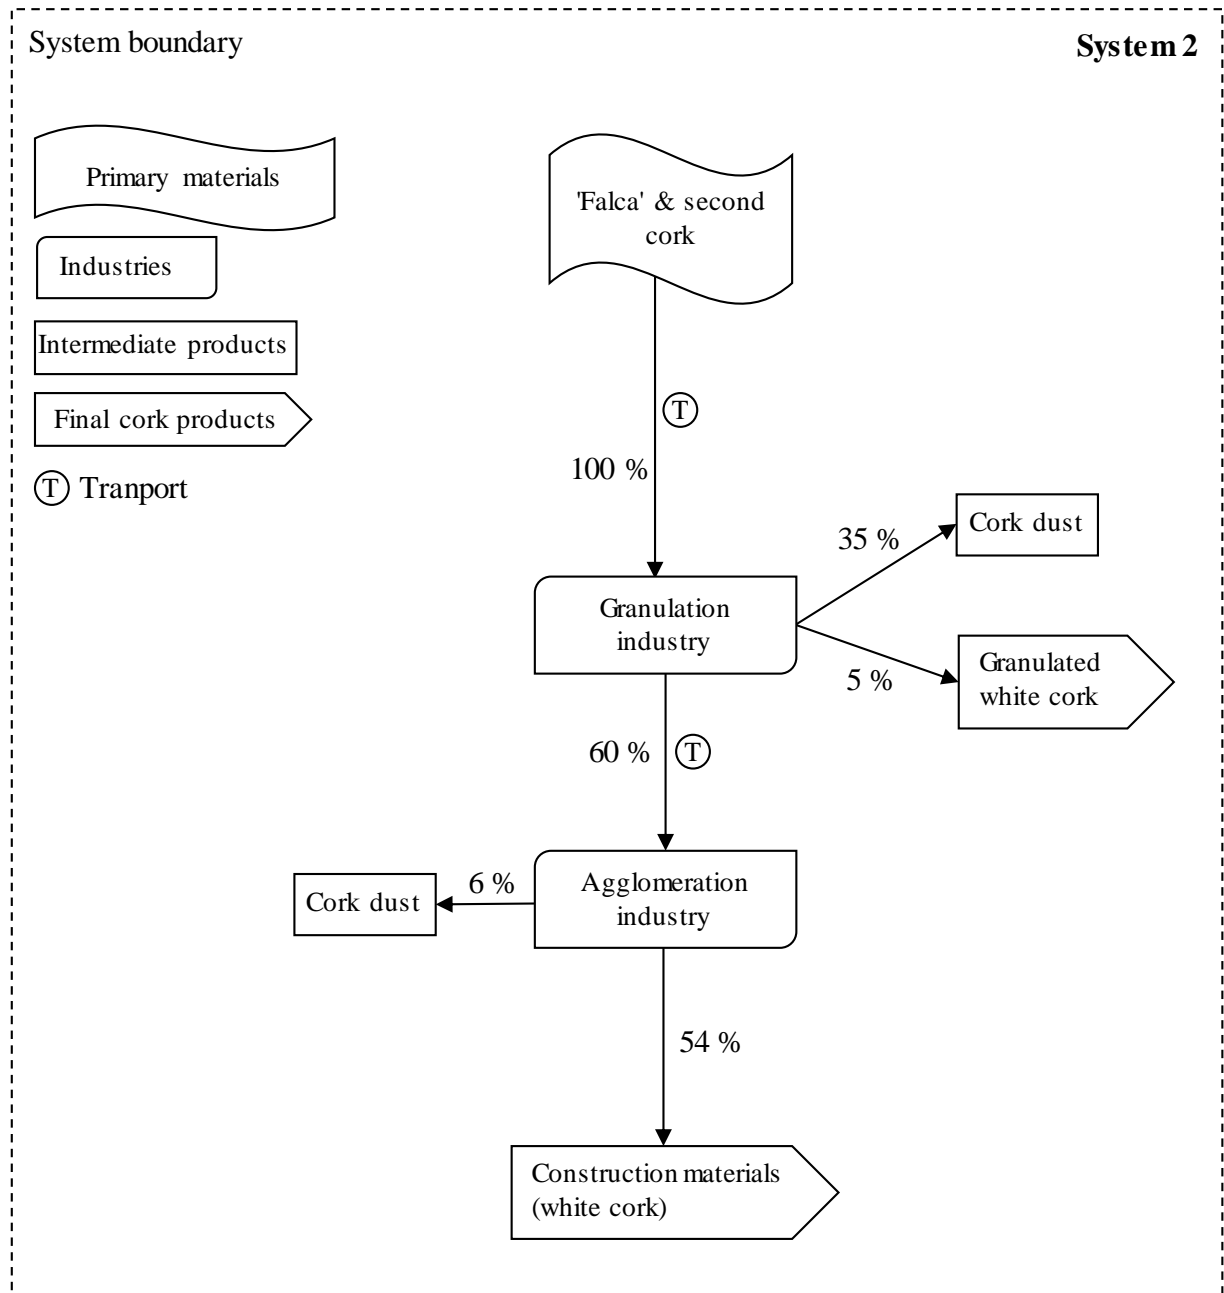 System boundary
System 2
Primary materials
Industries
Intermediate products
Final cork products
T Tranport
'Falca' & second
cork
T
100 %
Granulation
industry
35 %
Cork dust
5 %
Granulated
white cork
60 %
T
Agglomeration
industry
6 %
Cork dust
54 %
Construction materials
(white cork)